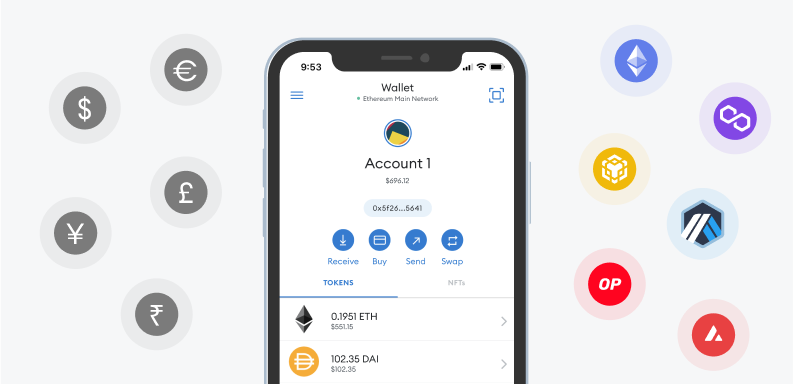 9:53
Wallet
Ethereum Main Network
Account 1
$696.12
0x5f26...5641
Receive Buy Send Swap
TOKENS NFTs
0.1951 ETH
$551.15
102.35 DAI
$102.35
€
$
£
¥
₹
OP